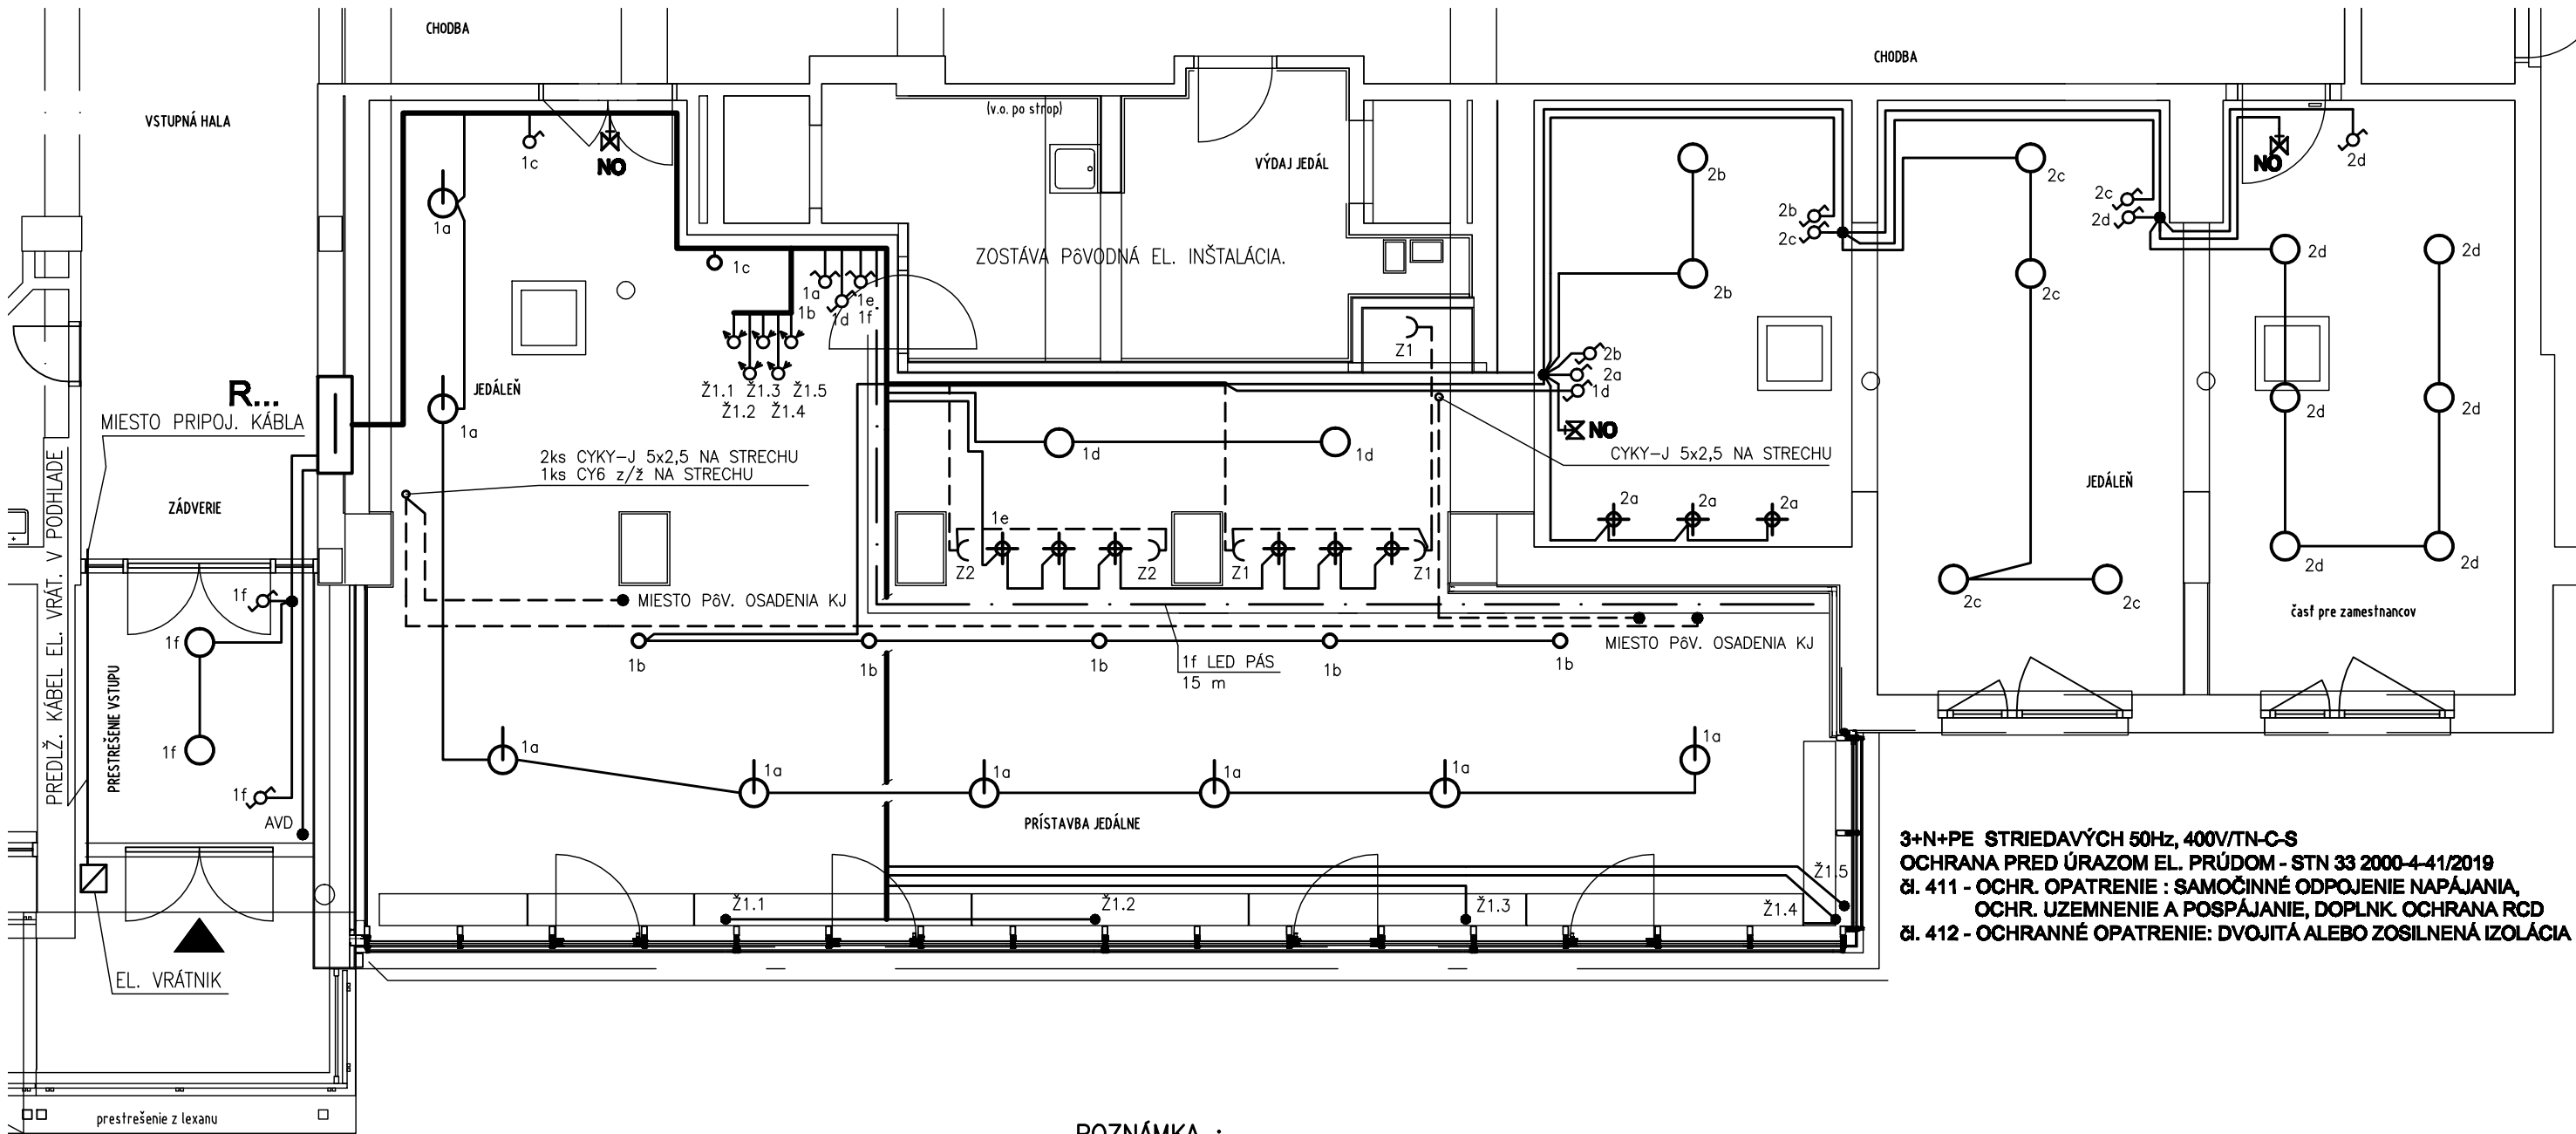 CHODBA
CHODBA
VSTUPNÁ HALA
(v.o. po strop)
1c
NO
VÝDAJ JEDÁL
NO
2d
2b
2c
2c
2d
1a
2b
2c
ZOSTÁVA PôVODNÁ EL. INŠTALÁCIA.
2d
2d
1c
1a
1b
1d
1e
1f
2b
2c
Z1
2b
2a
1d
R...
MIESTO PRIPOJ. KÁBLA
JEDÁLEŇ
Ž1.1 Ž1.3 Ž1.5
Ž1.2 Ž1.4
2d
2d
1a
NO
2ks CYKY-J 5x2,5 NA STRECHU
1ks CY6 z/ž NA STRECHU
1d
1d
CYKY-J 5x2,5 NA STRECHU
JEDÁLEŇ
ZÁDVERIE
PREDLŽ. KÁBEL EL. VRÁT. V PODHLADE
1e
2a
2a
2a
Z2
Z2
Z1
Z1
2d
2d
1f
MIESTO PôV. OSADENIA KJ
2c
2c
časť pre zamestnancov
1f
PRESTREŠENIE VSTUPU
1b
1b
1b
1b
1b
MIESTO PôV. OSADENIA KJ
1f LED PÁS
15 m
1f
1a
1a
1a
1a
1a
1a
1f
AVD
PRÍSTAVBA JEDÁLNE
3+N+PE STRIEDAVÝCH 50Hz, 400V/TN-C-S
OCHRANA PRED ÚRAZOM EL. PRÚDOM - STN 33 2000-4-41/2019
čl. 411 - OCHR. OPATRENIE : SAMOČINNÉ ODPOJENIE NAPÁJANIA,
OCHR. UZEMNENIE A POSPÁJANIE, DOPLNK. OCHRANA RCD
čl. 412 - OCHRANNÉ OPATRENIE: DVOJITÁ ALEBO ZOSILNENÁ IZOLÁCIA
Ž1.5
Ž1.1
Ž1.2
Ž1.3
Ž1.4
EL. VRÁTNIK
prestrešenie z lexanu
POZNÁMKA :